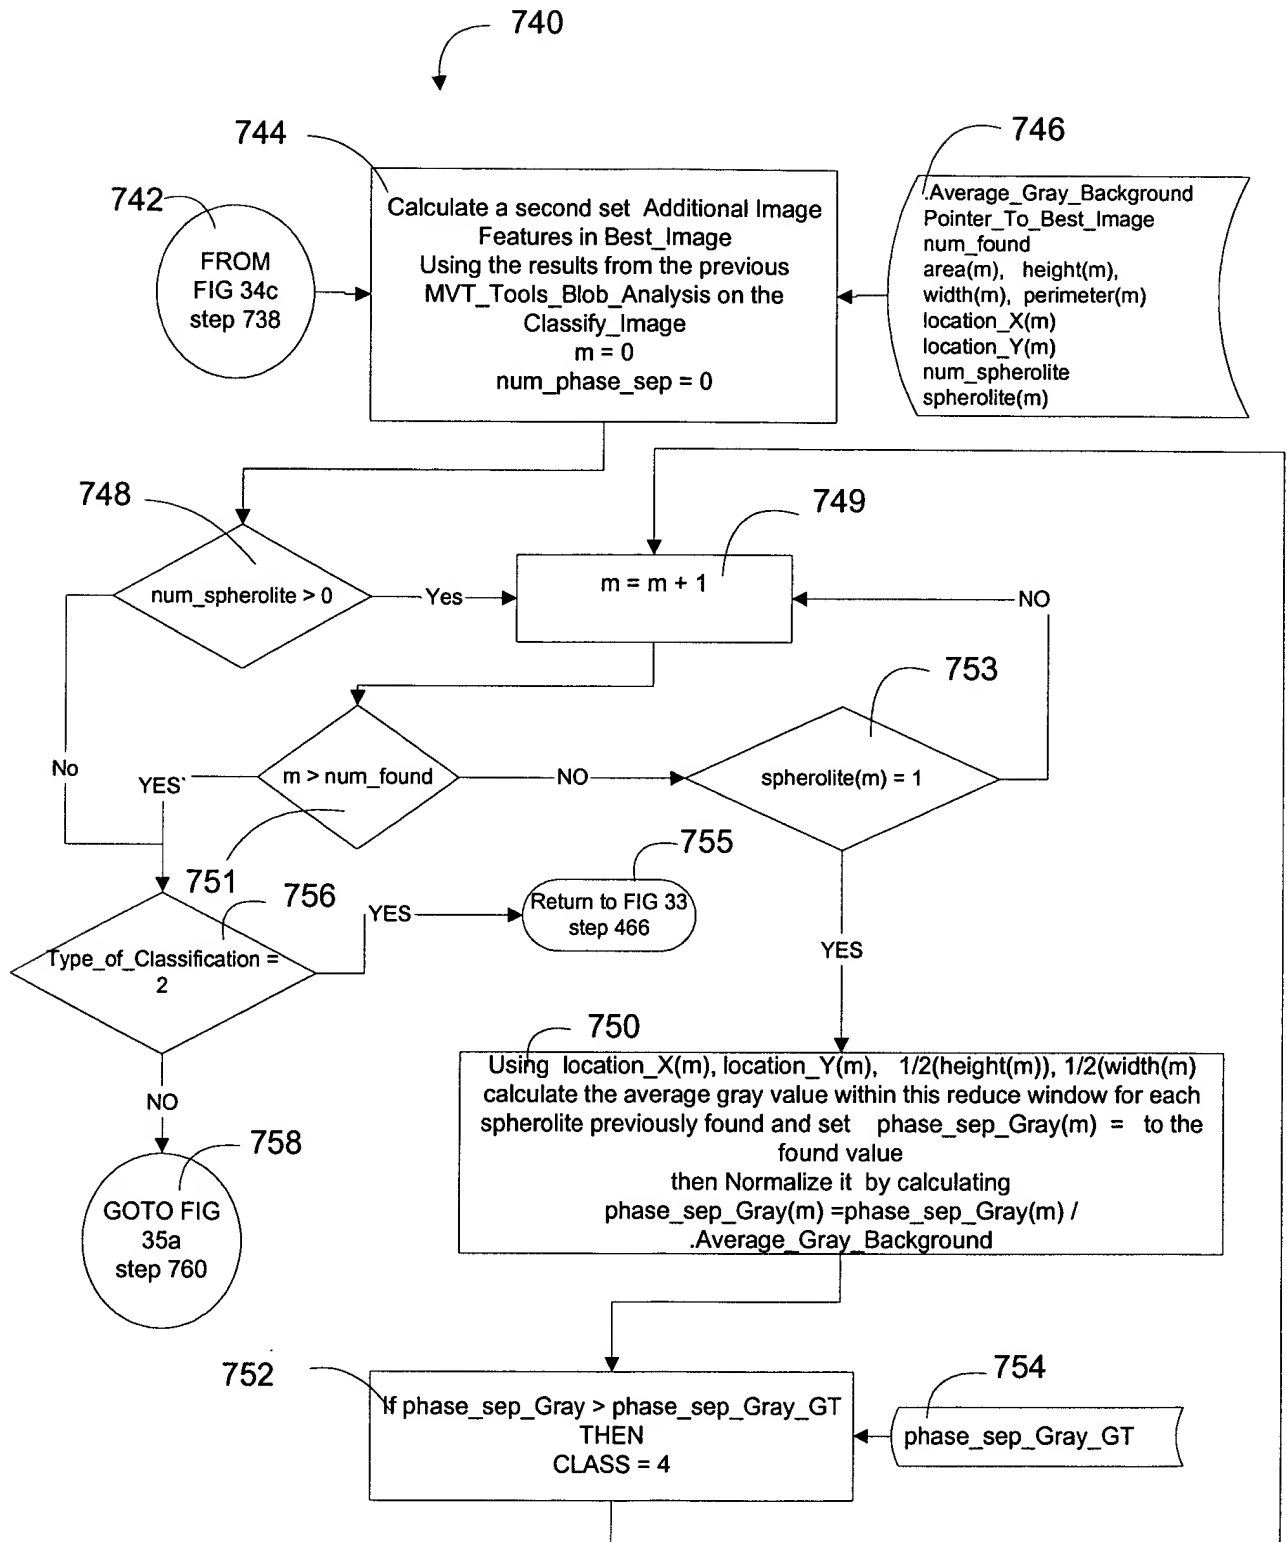 740
744
746
742
FROM
FIG 34c
step 738
Calculate a second set Additional Image
Features in Best_Image
Using the results from the previous
MVT_Tools_Blob_Analysis on the
Classify_Image
m = 0
num_phase_sep = 0
.Average_Gray_Background
Pointer_To_Best_Image
num_found
area(m), height(m),
width(m), perimeter(m)
location_X(m)
location_Y(m)
num_spherolite
spherolite(m)
748
749
num_spherolite > 0
Yes
m = m + 1
NO
753
No
YES
m > num_found
NO
spherolite(m) = 1
751
756
755
Type_of_Classification =
2
YES
Return to FIG 33
step 466
YES
NO
750
Using location_X(m), location_Y(m), 1/2(height(m)), 1/2(width(m)
calculate the average gray value within this reduce window for each
spherolite previously found and set phase_sep_Gray(m) = to the
found value
then Normalize it by calculating
phase_sep_Gray(m) =phase_sep_Gray(m) /
.Average_Gray_Background
758
GOTO FIG
35a
step 760
752
754
If phase_sep_Gray > phase_sep_Gray_GT
THEN
CLASS = 4
phase_sep_Gray_GT